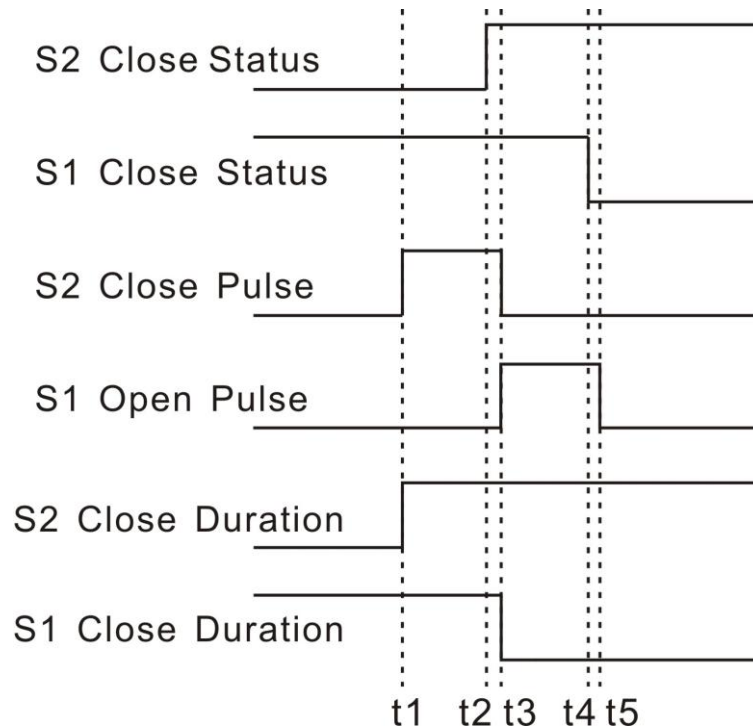 S2 Close Status
S1 Close Status
S2 Close Pulse
S1 Open Pulse
S2 Close Duration
S1 Close Duration
t1 t2 t3 t4 t5